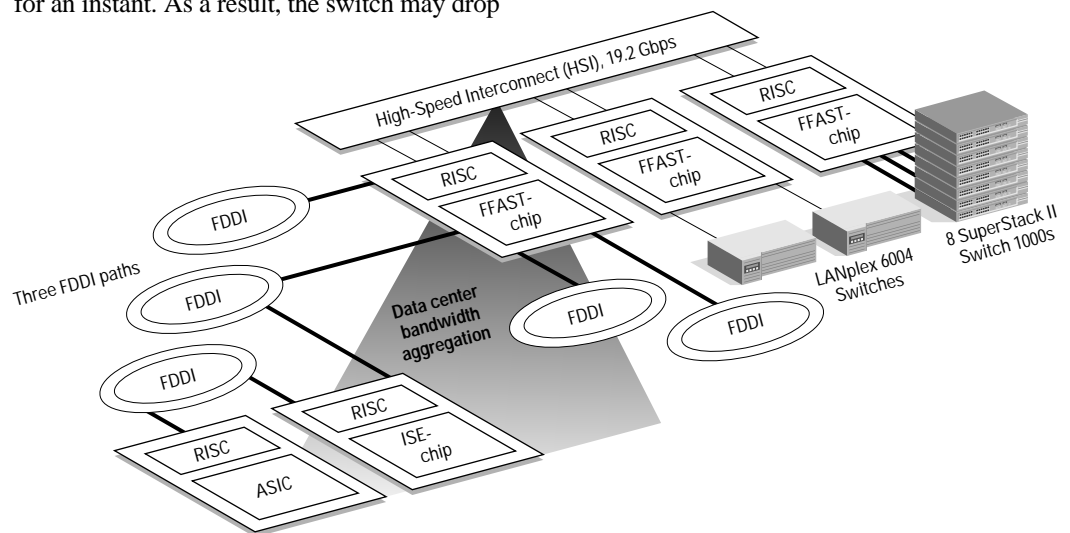 for an instant. As a result, the switch may drop
High-Speed Interconnect (HSI), 19.2 Gbps
RISC
FFAST-
chip
RISC
FFAST-
chip
RISC
FFAST-
chip
8 SuperStack II
Switch 1000s
LANplex 6004
Switches
FDDI
Three FDDI paths
FDDI
FDDI
Data center
bandwidth
aggregation
FDDI
FDDI
RISC
ISE-
chip
RISC
ASIC